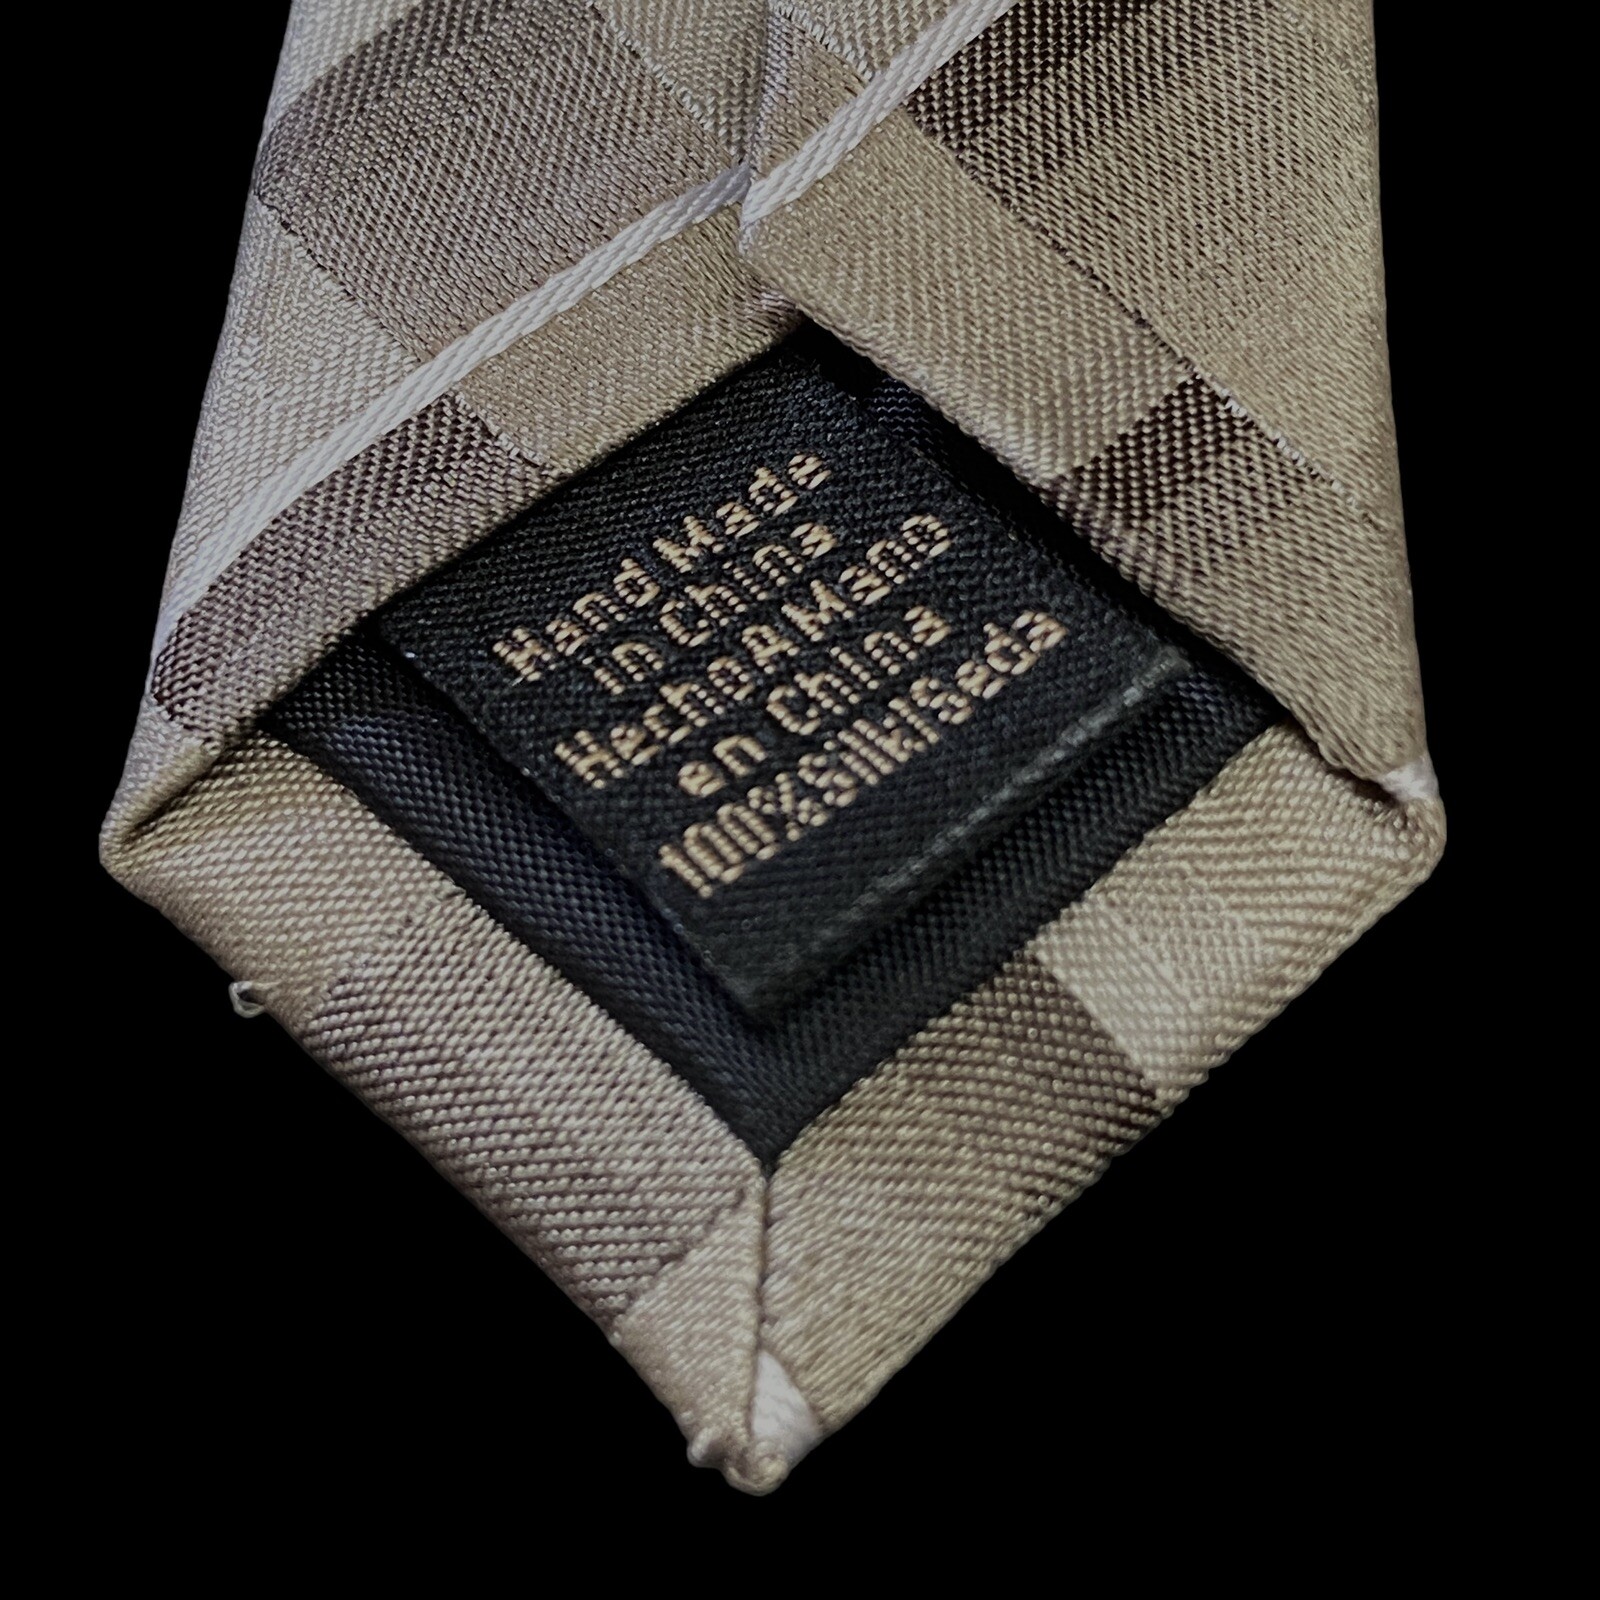 Hand Made
in China
Hecho A Mano
en China
100%Silk/Seda